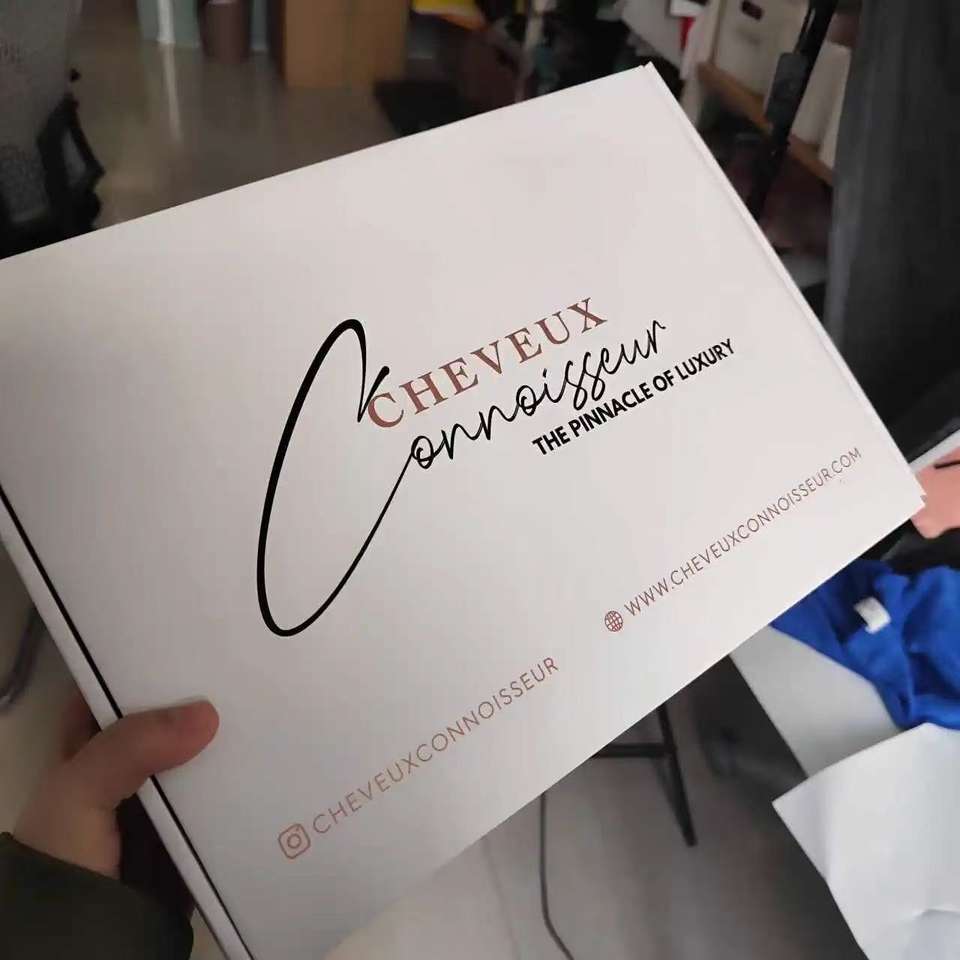 CHEVEUX
Connoisseur
THE PINNACLE OF LUXURY
WWW.CHEVEUXCONNOISSEUR.COM
CHEVEUXCONNOISSEUR